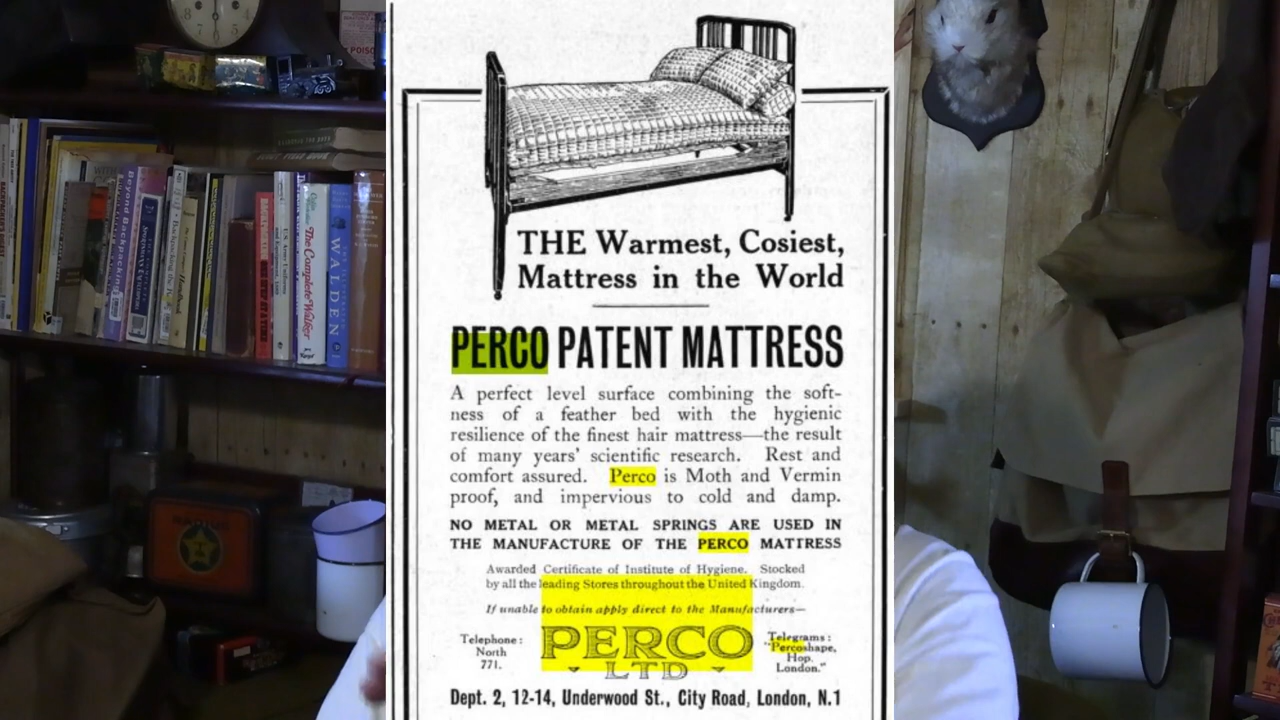 POISON
Beyond Backpacking
The Complete Walker
WALDEN
THE Warmest, Cosiest,
Mattress in the World
PERCO PATENT MATTRESS
A perfect level surface combining the soft-
ness of a feather bed with the hygienic
resilience of the finest hair mattress—the result
of many years' scientific research. Rest and
comfort assured. Perco is Moth and Vermin
proof, and impervious to cold and damp.
NO METAL OR METAL SPRINGS ARE USED IN
THE MANUFACTURE OF THE PERCO MATTRESS
Awarded Certificate of Institute of Hygiene. Stocked
by all the leading Stores throughout the United Kingdom.
If unable to obtain apply direct to the Manufacturers—
Telephone:
North
771.
PERCO
LTD
Telegrams:
"Percoshape,
Hop.
London."
Dept. 2, 12-14, Underwood St., City Road, London, N.1